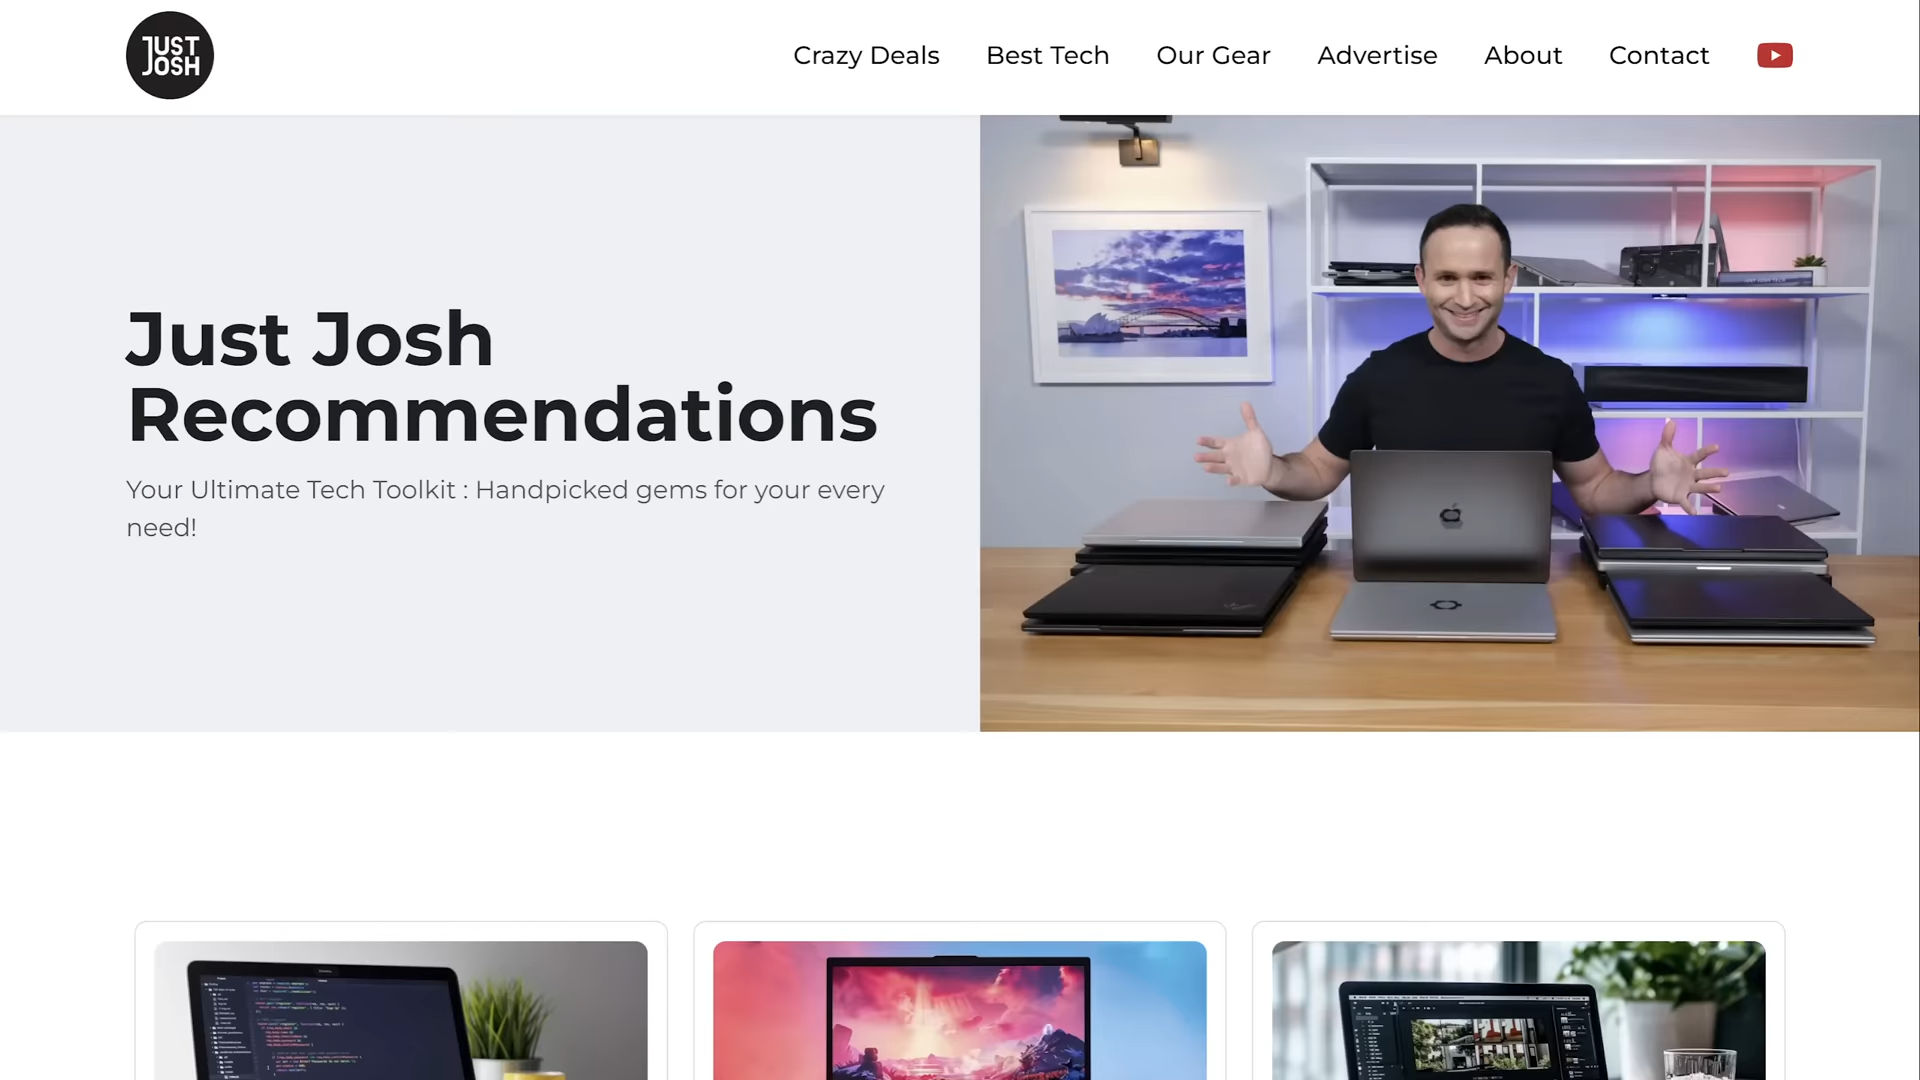 JUST
JOSH
Crazy Deals
Best Tech
Our Gear
Advertise
About
Contact
Just Josh
Recommendations
Your Ultimate Tech Toolkit : Handpicked gems for your every
need!